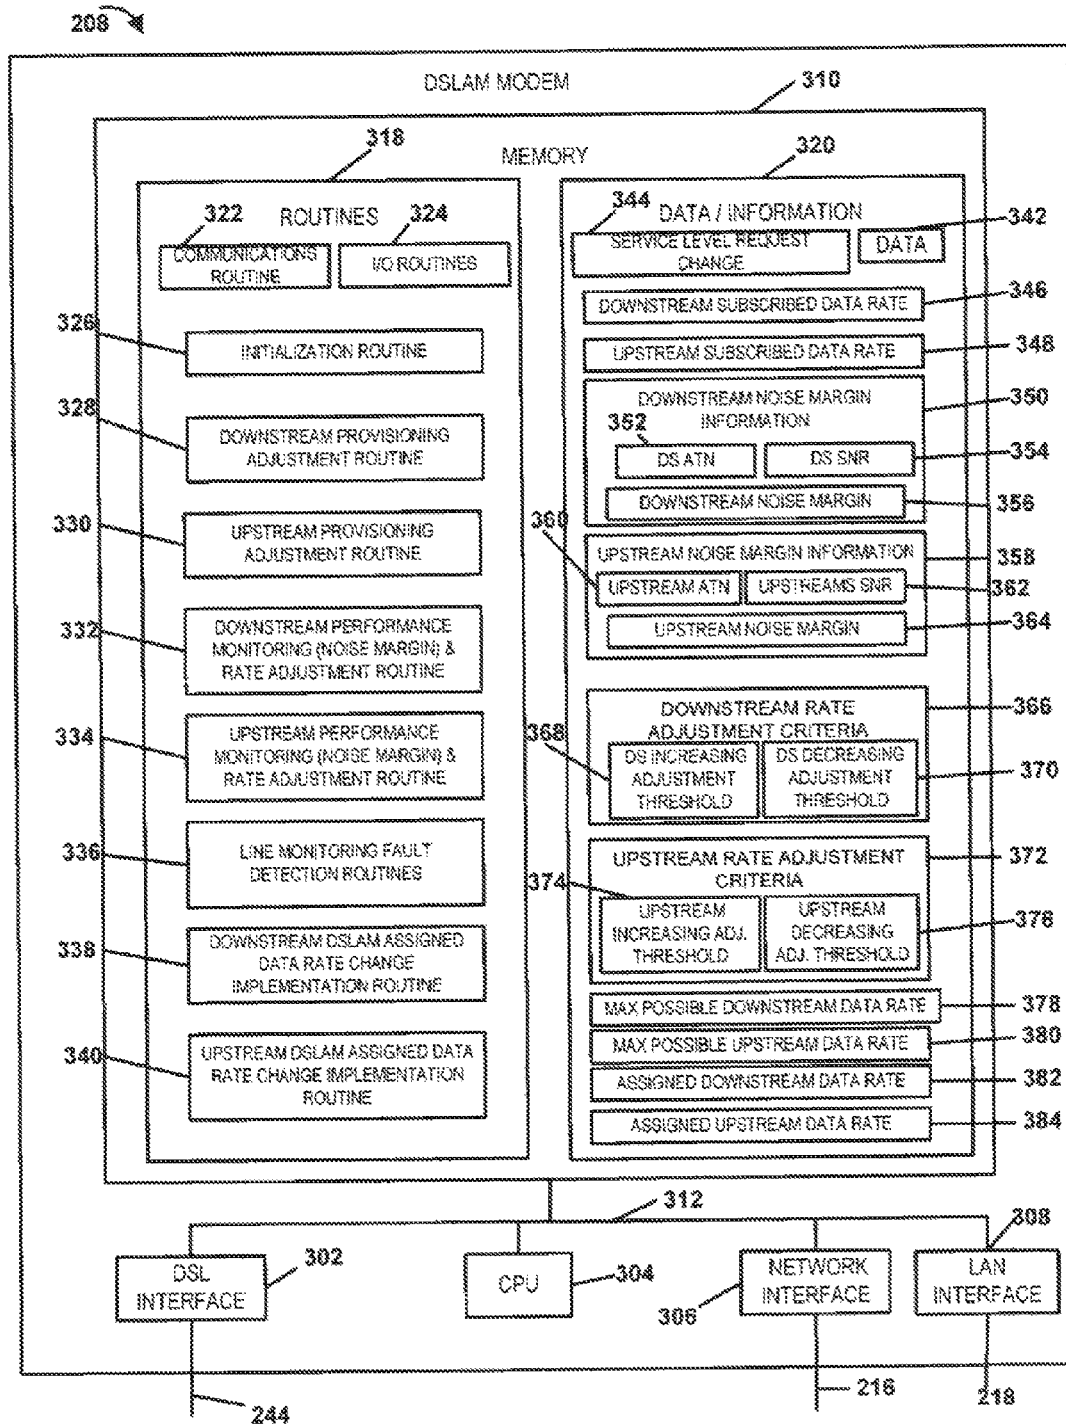 208
DSLAM MODEM
310
318
MEMORY
320
ROUTINES
322
324
COMMUNICATIONS
ROUTINE
I/O ROUTINES
326
INITIALIZATION ROUTINE
328
DOWNSTREAM PROVISIONING
ADJUSTMENT ROUTINE
330
UPSTREAM PROVISIONING
ADJUSTMENT ROUTINE
332
DOWNSTREAM PERFORMANCE
MONITORING (NOISE MARGIN) &
RATE ADJUSTMENT ROUTINE
334
UPSTREAM PERFORMANCE
MONITORING (NOISE MARGIN) &
RATE ADJUSTMENT ROUTINE
336
LINE MONITORING FAULT
DETECTION ROUTINES
338
DOWNSTREAM DSLAM ASSIGNED
DATA RATE CHANGE
IMPLEMENTATION ROUTINE
340
UPSTREAM DSLAM ASSIGNED DATA
RATE CHANGE IMPLEMENTATION
ROUTINE
344
DATA / INFORMATION
342
SERVICE LEVEL REQUEST
CHANGE
DATA
DOWNSTREAM SUBSCRIBED DATA RATE
346
UPSTREAM SUBSCRIBED DATA RATE
348
DOWNSTREAM NOISE MARGIN
INFORMATION
350
352
DS ATN
DS SNR
354
DOWNSTREAM NOISE MARGIN
356
360
UPSTREAM NOISE MARGIN INFORMATION
358
UPSTREAM ATN
UPSTREAMS SNR
362
UPSTREAM NOISE MARGIN
364
DOWNSTREAM RATE
ADJUSTMENT CRITERIA
366
368
DS INCREASING
ADJUSTMENT
THRESHOLD
DS DECREASING
ADJUSTMENT
THRESHOLD
370
UPSTREAM RATE ADJUSTMENT
CRITERIA
372
374
UPSTREAM
INCREASING ADJ.
THRESHOLD
UPSTREAM
DECREASING
ADJ. THRESHOLD
376
MAX POSSIBLE DOWNSTREAM DATA RATE
378
MAX POSSIBLE UPSTREAM DATA RATE
380
ASSIGNED DOWNSTREAM DATA RATE
382
ASSIGNED UPSTREAM DATA RATE
384
312
DSL
INTERFACE
302
CPU
304
NETWORK
INTERFACE
306
308
LAN
INTERFACE
244
216
218